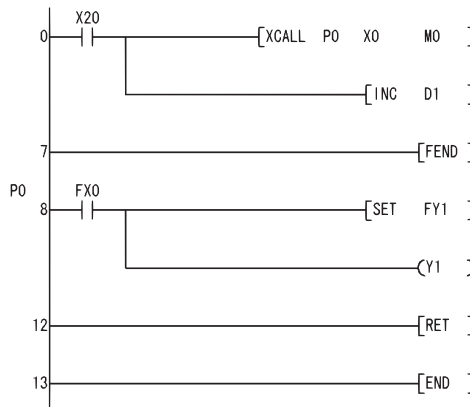 X20
0 [XCALL P0 X0 M0 ]
[INC D1 ]
7 [FEND ]
P0 FX0
8 [SET FY1 ]
(Y1 )
12 [RET ]
13 [END ]